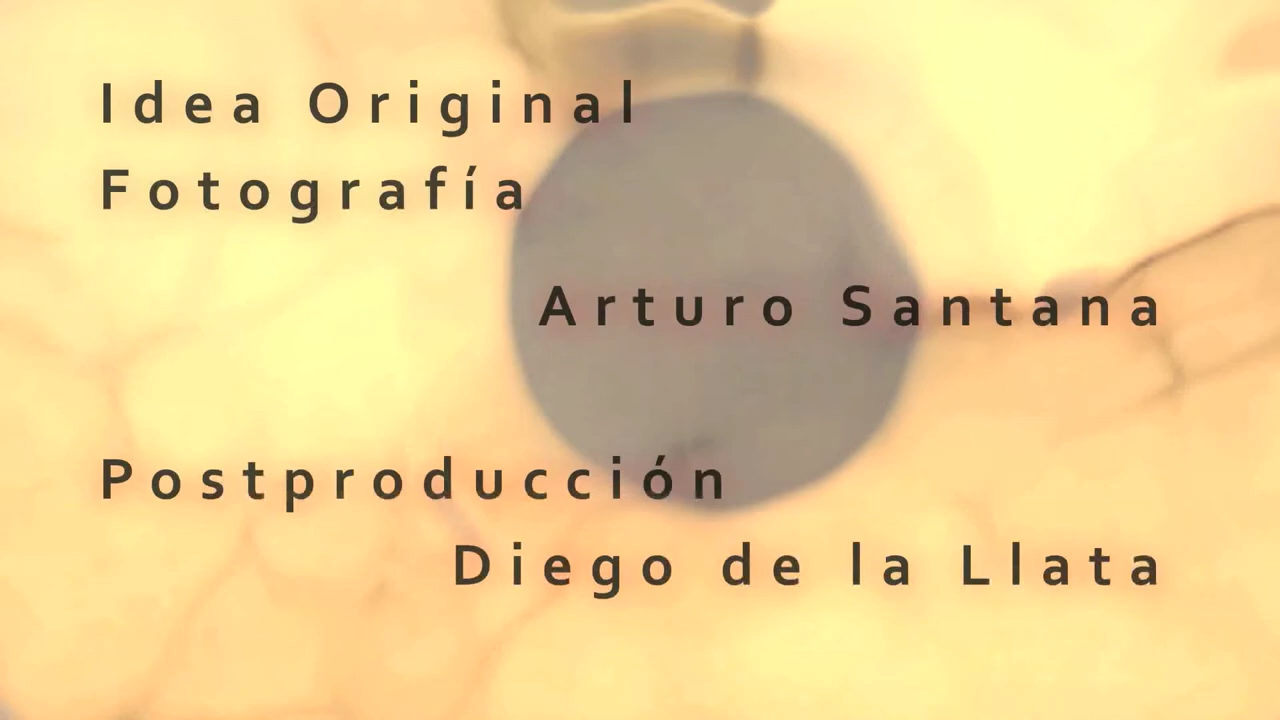 Idea Original
Fotografía
Arturo Santana
Postproducción
Diego de la Llata